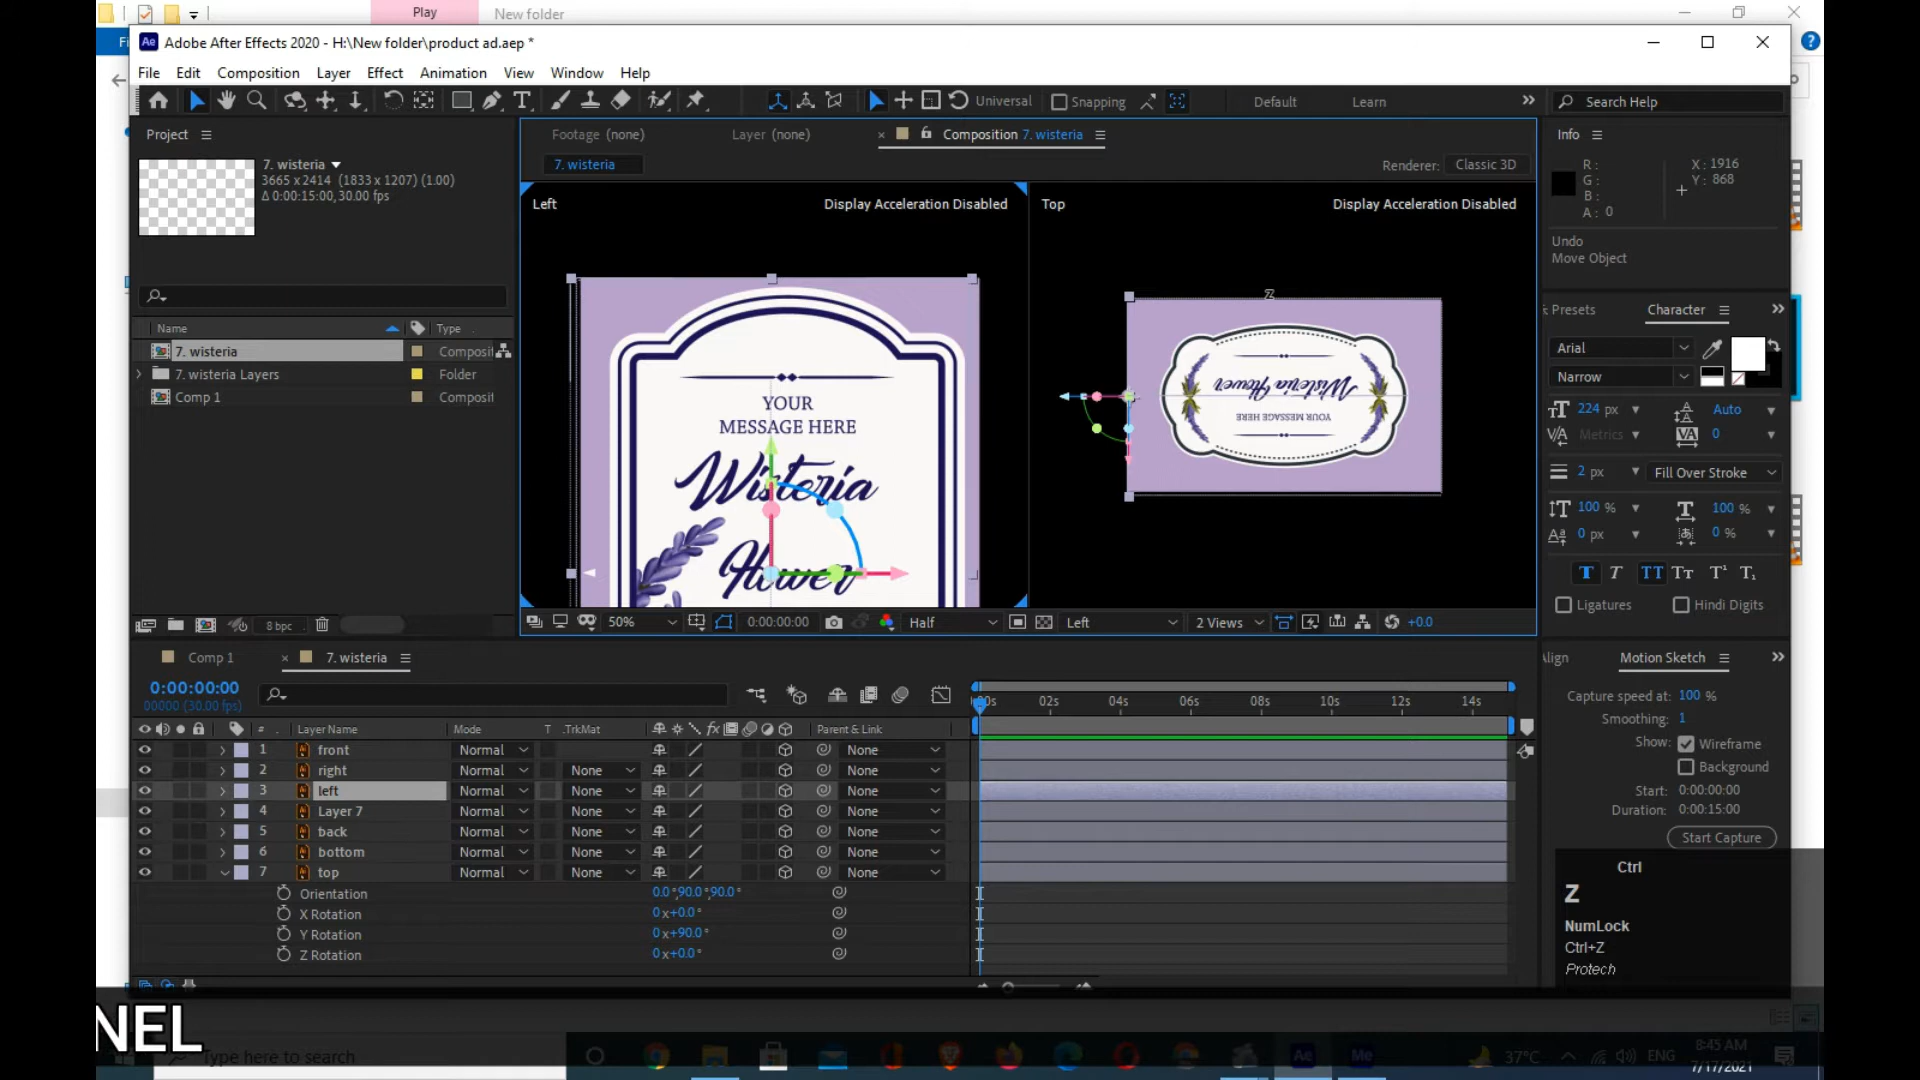 Play
New folder
Adobe After Effects 2020 - H:\New folder\product ad.aep *
File Edit Composition Layer Effect Animation View Window Help
Universal
Snapping
Default
Learn
Search Help
Project
7. wisteria
3665 x 2414 (1833 x 1207) (1.00)
Δ 0:00:15:00, 30.00 fps
Name
Type
7. wisteria
Composit
7. wisteria Layers
Folder
Comp 1
Composit
8 bpc
Footage (none)
Layer (none)
Composition 7. wisteria
7. wisteria
Renderer:
Classic 3D
Left
Display Acceleration Disabled
Top
Display Acceleration Disabled
YOUR
MESSAGE HERE
Wisteria
Flower
Z
Wisteria Flower
YOUR MESSAGE HERE
50%
0:00:00:00
Half
Left
2 Views
+0.0
Info
R :
G :
B :
A : 0
X : 1916
Y : 868
Undo
Move Object
Presets
Character
Arial
Narrow
224 px
Auto
Metrics
0
2 px
Fill Over Stroke
100 %
100 %
0 px
0 %
Ligatures
Hindi Digits
Comp 1
7. wisteria
0:00:00:00
00000 (30.00 fps)
02s 04s 06s 08s 10s 12s 14s
# Layer Name Mode T .TrkMat Parent & Link
1 front Normal None
2 right Normal None None
3 left Normal None None
4 Layer 7 Normal None None
5 back Normal None None
6 bottom Normal None None
7 top Normal None None
Orientation 0.0°,90.0°,90.0°
X Rotation 0x+0.0°
Y Rotation 0x+90.0°
Z Rotation 0x+0.0°
Align
Motion Sketch
Capture speed at: 100 %
Smoothing: 1
Show: Wireframe
Background
Start: 0:00:00:00
Duration: 0:00:15:00
Start Capture
Ctrl
Z
NumLock
Ctrl+Z
Protech
NEL
Type here to search
Ae
Me
37°C
ENG
8:45 AM
7/17/2021